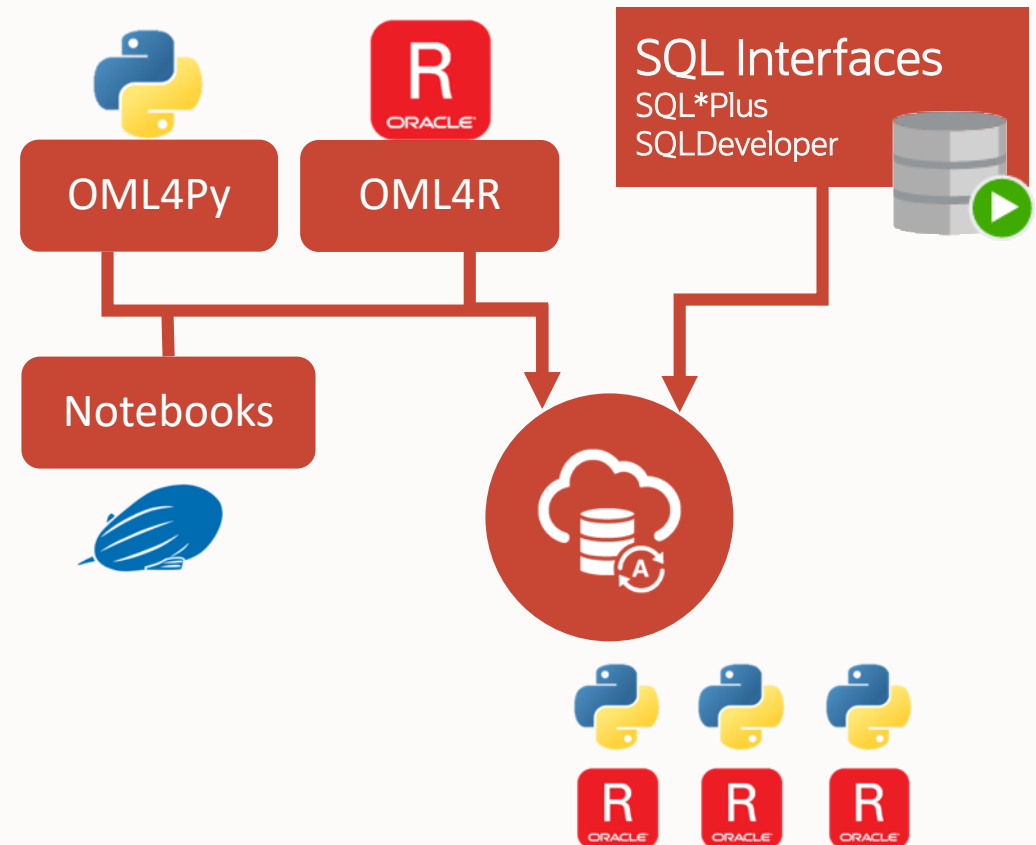 R
ORACLE
OML4Py
OML4R
SQL Interfaces
SQL*Plus
SQLDeveloper
Notebooks
A
R
ORACLE
R
ORACLE
R
ORACLE